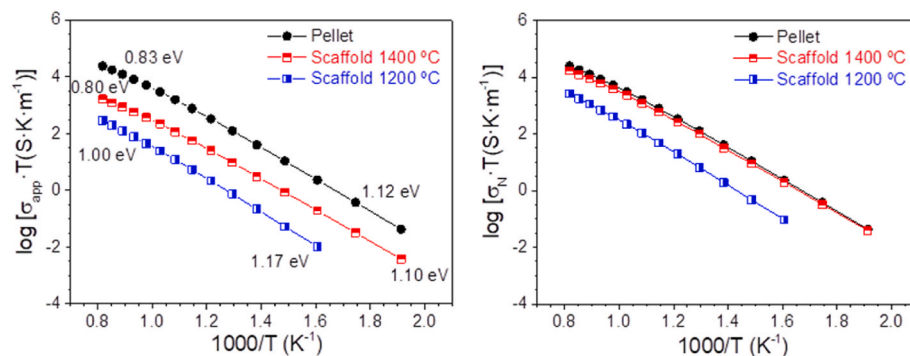 log [σapp·T(S·K·m-1)]
6
4
2
0
-2
-4
0.8
1.0
1.2
1.4
1.6
1.8
2.0
1000/T (K-1)
Pellet
Scaffold 1400 ºC
Scaffold 1200 ºC
0.83 eV
0.80 eV
1.00 eV
1.12 eV
1.17 eV
1.10 eV
log [σN·T(S·K·m-1)]
6
4
2
0
-2
-4
0.8
1.0
1.2
1.4
1.6
1.8
2.0
1000/T (K-1)
Pellet
Scaffold 1400 ºC
Scaffold 1200 ºC